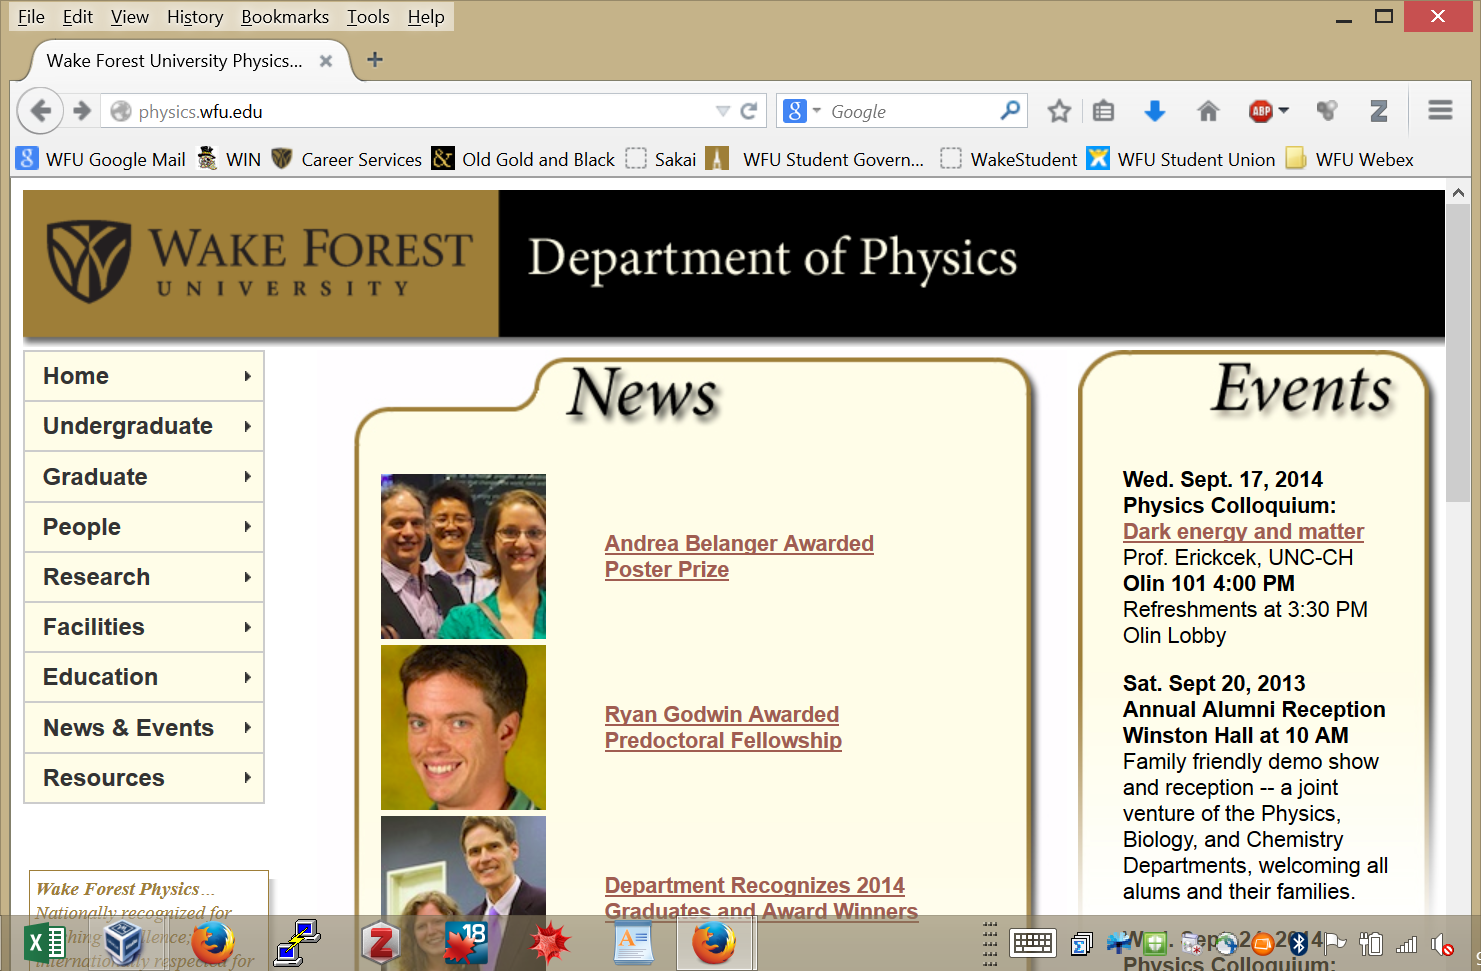 File Edit View History Bookmarks Tools Help
Wake Forest University Physics...
physics.wfu.edu
Google
ABP
Z
WFU Google Mail WIN Career Services Old Gold and Black Sakai WFU Student Govern... WakeStudent WFU Student Union WFU Webex
WAKE FOREST
UNIVERSITY
Department of Physics
Home
Undergraduate
Graduate
People
Research
Facilities
Education
News & Events
Resources
Wake Forest Physics...
Nationally recognized for
News
Andrea Belanger Awarded
Poster Prize
Ryan Godwin Awarded
Predoctoral Fellowship
Department Recognizes 2014
Graduates and Award Winners
Events
Wed. Sept. 17, 2014
Physics Colloquium:
Dark energy and matter
Prof. Erickcek, UNC-CH
Olin 101 4:00 PM
Refreshments at 3:30 PM
Olin Lobby
Sat. Sept 20, 2013
Annual Alumni Reception
Winston Hall at 10 AM
Family friendly demo show
and reception -- a joint
venture of the Physics,
Biology, and Chemistry
Departments, welcoming all
alums and their families.
Physics Colloquium:
internationally respected for
18